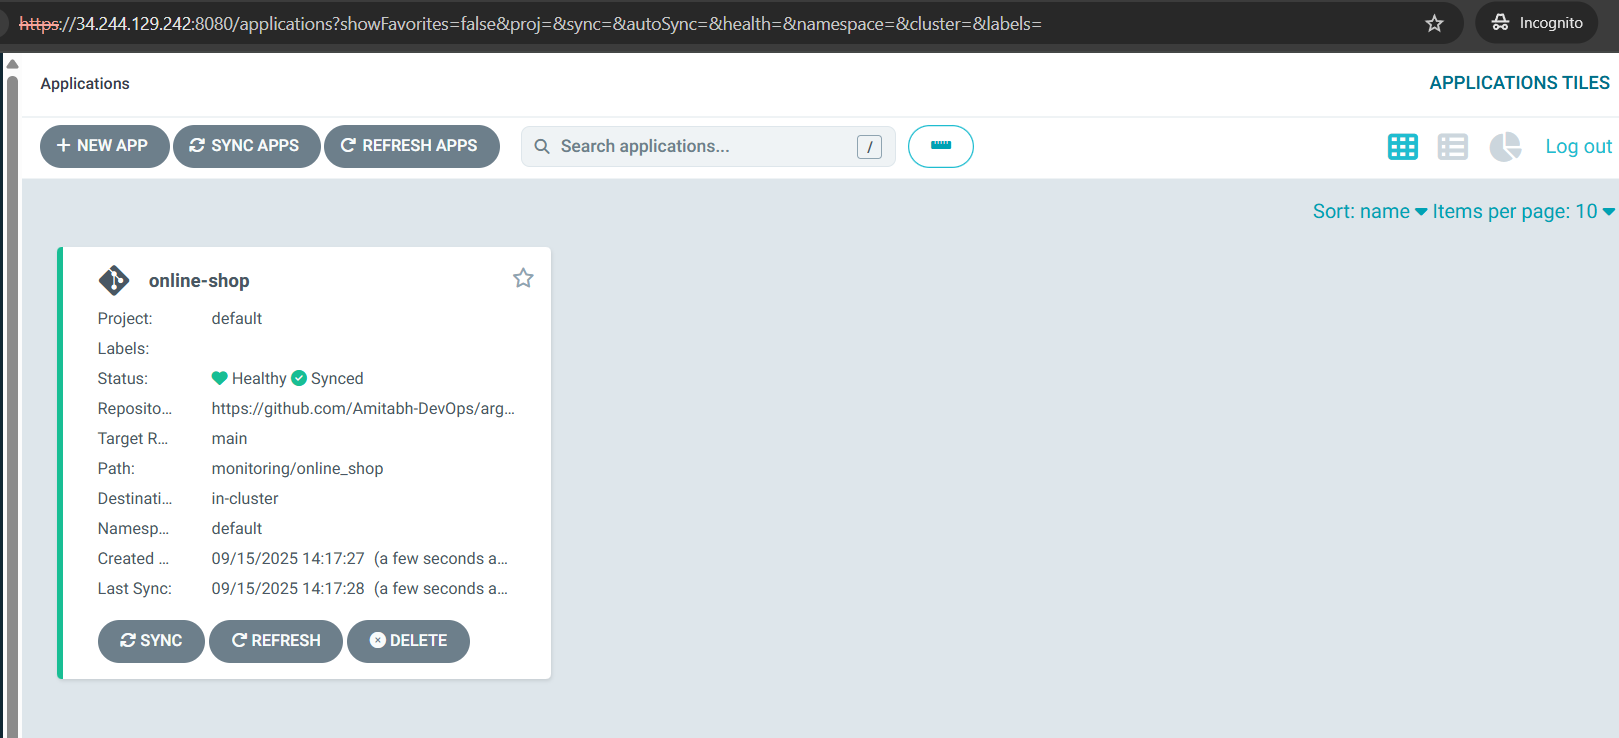 https://34.244.129.242:8080/applications?showFavorites=false&proj=&sync=&autoSync=&health=&namespace=&cluster=&labels=
Incognito
Applications
APPLICATIONS TILES
NEW APP
SYNC APPS
REFRESH APPS
Search applications...
/
Log out
Sort: name
Items per page: 10
online-shop
Project: default
Labels:
Status: Healthy Synced
Reposito... https://github.com/Amitabh-DevOps/arg...
Target R... main
Path: monitoring/online_shop
Destinati... in-cluster
Namesp... default
Created ... 09/15/2025 14:17:27 (a few seconds a...
Last Sync: 09/15/2025 14:17:28 (a few seconds a...
SYNC
REFRESH
DELETE